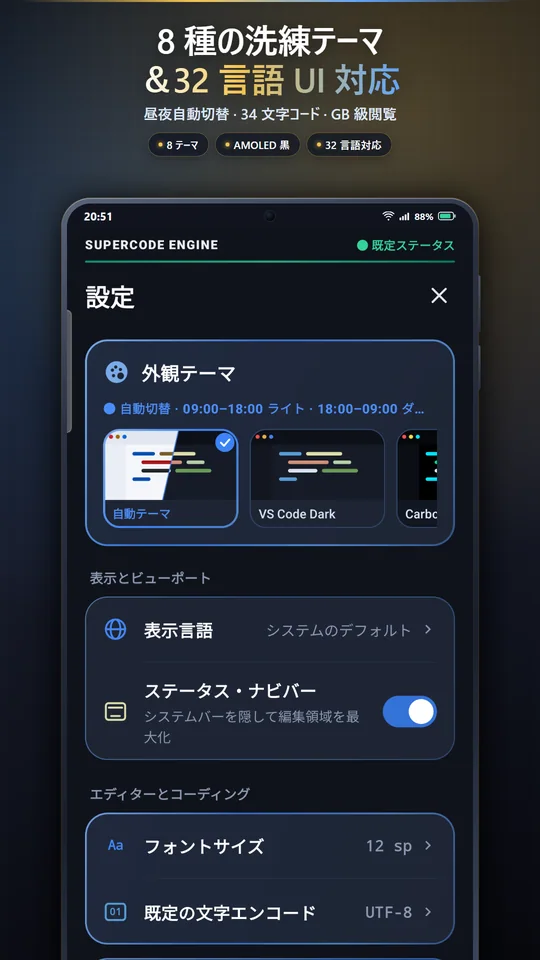 8 種の洗練テーマ
&32 言語 UI 対応
昼夜自動切替 · 34 文字コード · GB 級閲覧
8 テーマ
AMOLED 黒
32 言語対応
20:51
88%
SUPERCODE ENGINE
既定ステータス
設定
外観テーマ
自動切替 · 09:00–18:00 ライト · 18:00–09:00 ダ…
自動テーマ
VS Code Dark
Carbo
表示とビューポート
表示言語
システムのデフォルト
ステータス・ナビバー
システムバーを隠して編集領域を最
大化
エディターとコーディング
Aa
フォントサイズ
12 sp
01
既定の文字エンコード
UTF-8